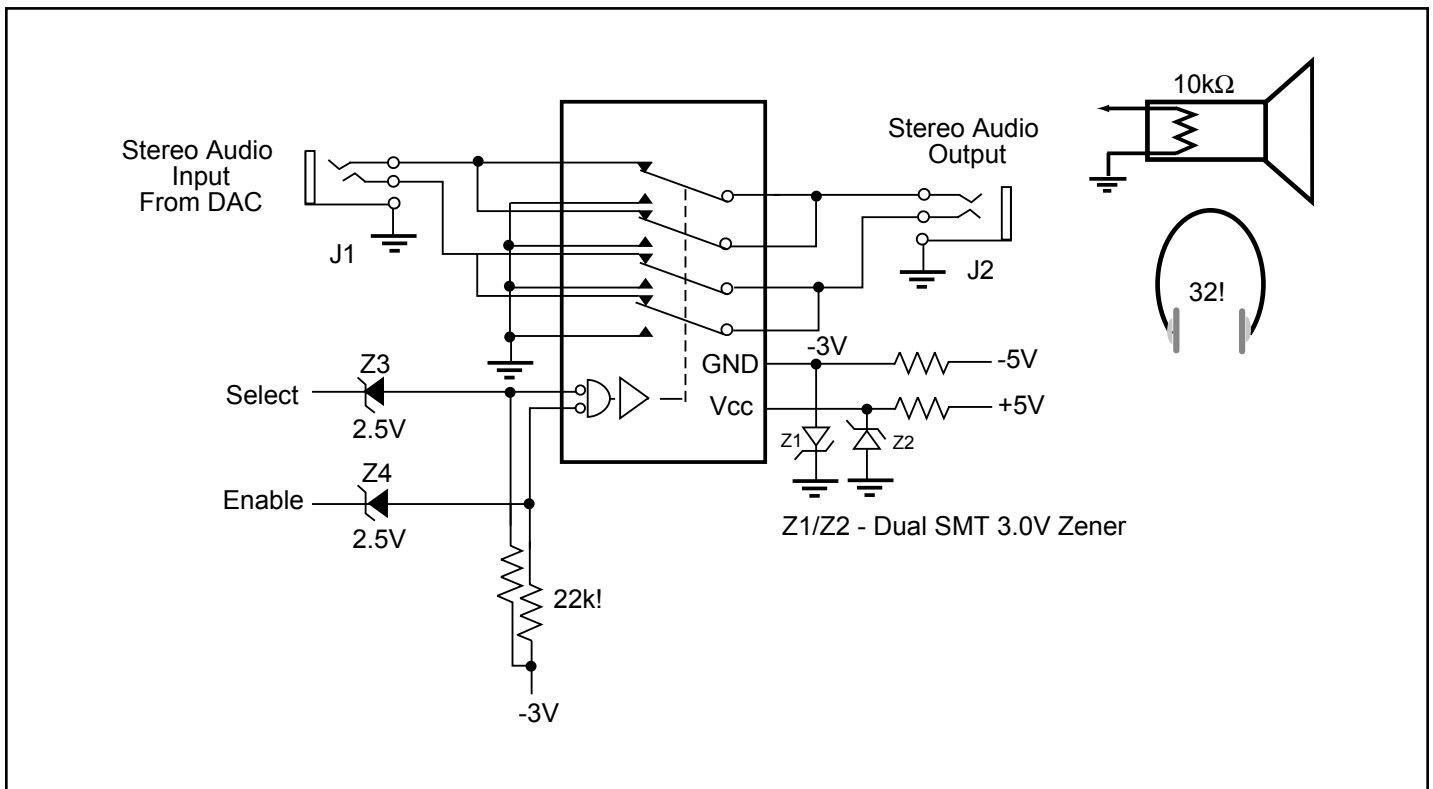 10kΩ
Stereo Audio
Input
From DAC
J1
Stereo Audio
Output
J2
32!
Select
Z3
2.5V
Enable
Z4
2.5V
22k!
-3V
GND
Vcc
-3V
-5V
+5V
Z1
Z2
Z1/Z2 - Dual SMT 3.0V Zener